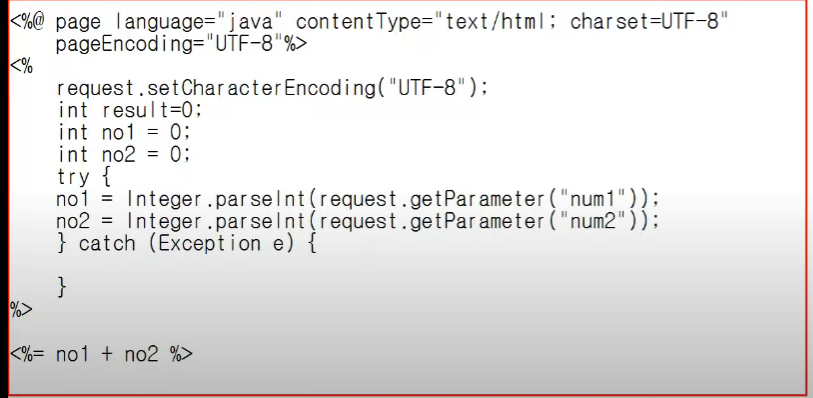 <%@ page language="java" contentType="text/html; charset=UTF-8"
pageEncoding="UTF-8"%>
<%
request.setCharacterEncoding("UTF-8");
int result=0;
int no1 = 0;
int no2 = 0;
try {
no1 = Integer.parseInt(request.getParameter("num1"));
no2 = Integer.parseInt(request.getParameter("num2"));
} catch (Exception e) {
}
%>
<%= no1 + no2 %>